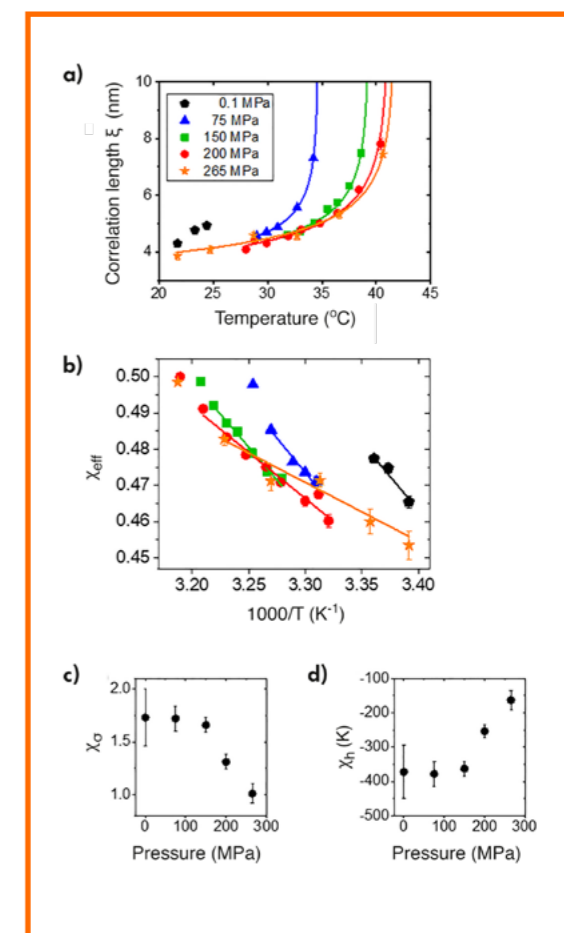 a)
10
8
6
4
Correlation length ξ (nm)
0.1 MPa
75 MPa
150 MPa
200 MPa
265 MPa
20 25 30 35 40 45
Temperature (°C)
b)
0.50
0.49
0.48
0.47
0.46
0.45
χeff
3.20 3.25 3.30 3.35 3.40
1000/T (K⁻¹)
c)
2.0
1.5
1.0
χσ
0 100 200 300
Pressure (MPa)
d)
-100
-200
-300
-400
-500
χh (K)
0 100 200 300
Pressure (MPa)